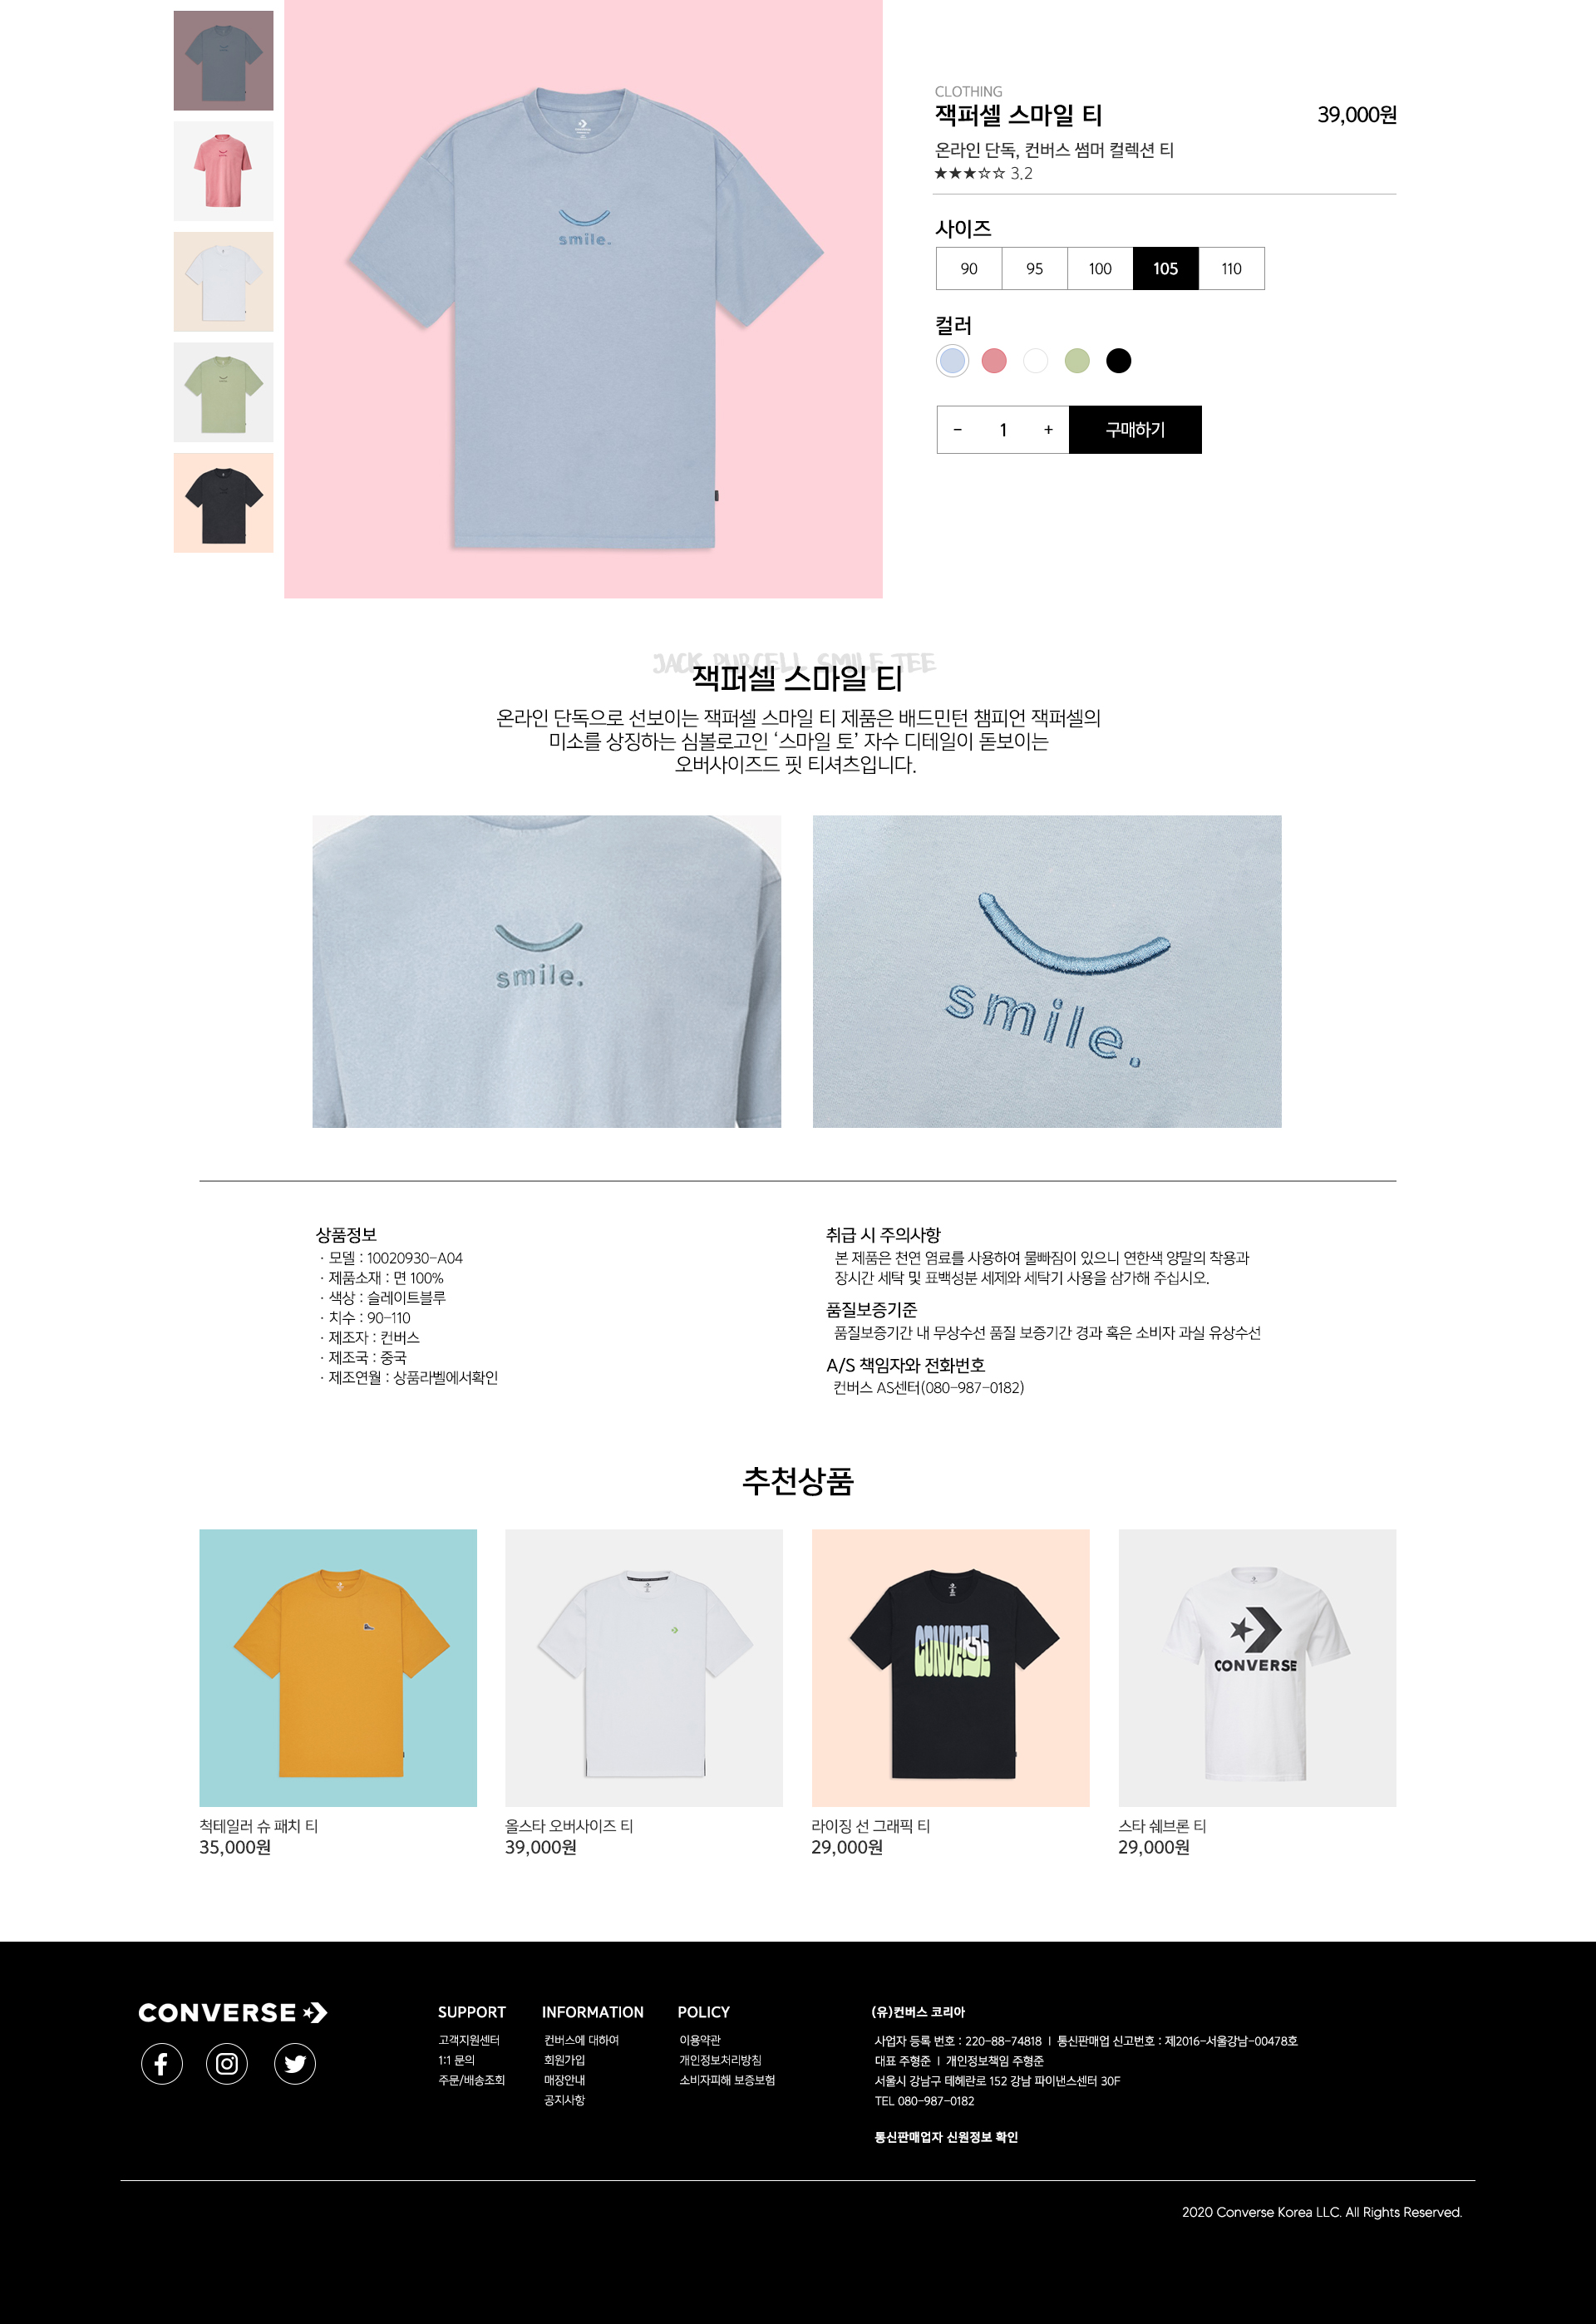 CLOTHING
잭퍼셀 스마일 티
39,000원
온라인 단독, 컨버스 썸머 컬렉션 티
★★★☆☆ 3.2
사이즈
90 95 100 105 110
컬러
- 1 + 구매하기
smile.
JACK PURCELL SMILE TEE
잭퍼셀 스마일 티
온라인 단독으로 선보이는 잭퍼셀 스마일 티 제품은 배드민턴 챔피언 잭퍼셀의
미소를 상징하는 심볼로고인 ‘스마일 토’ 자수 디테일이 돋보이는
오버사이즈드 핏 티셔츠입니다.
smile.
smile.
상품정보
· 모델 : 10020930-A04
· 제품소재 : 면 100%
· 색상 : 슬레이트블루
· 치수 : 90-110
· 제조자 : 컨버스
· 제조국 : 중국
· 제조연월 : 상품라벨에서확인
취급 시 주의사항
본 제품은 천연 염료를 사용하여 물빠짐이 있으니 연한색 양말의 착용과
장시간 세탁 및 표백성분 세제와 세탁기 사용을 삼가해 주십시오.
품질보증기준
품질보증기간 내 무상수선 품질 보증기간 경과 혹은 소비자 과실 유상수선
A/S 책임자와 전화번호
컨버스 AS센터(080-987-0182)
추천상품
CONVERSE
CONVERSE
척테일러 슈 패치 티
35,000원
올스타 오버사이즈 티
39,000원
라이징 선 그래픽 티
29,000원
스타 쉐브론 티
29,000원
CONVERSE
SUPPORT
고객지원센터
1:1 문의
주문/배송조회
INFORMATION
컨버스에 대하여
회원가입
매장안내
공지사항
POLICY
이용약관
개인정보처리방침
소비자피해 보증보험
(유)컨버스 코리아
사업자 등록 번호 : 220-88-74818 ㅣ 통신판매업 신고번호 : 제2016-서울강남-00478호
대표 주형준 ㅣ 개인정보책임 주형준
서울시 강남구 테헤란로 152 강남 파이낸스센터 30F
TEL 080-987-0182
통신판매업자 신원정보 확인
2020 Converse Korea LLC. All Rights Reserved.